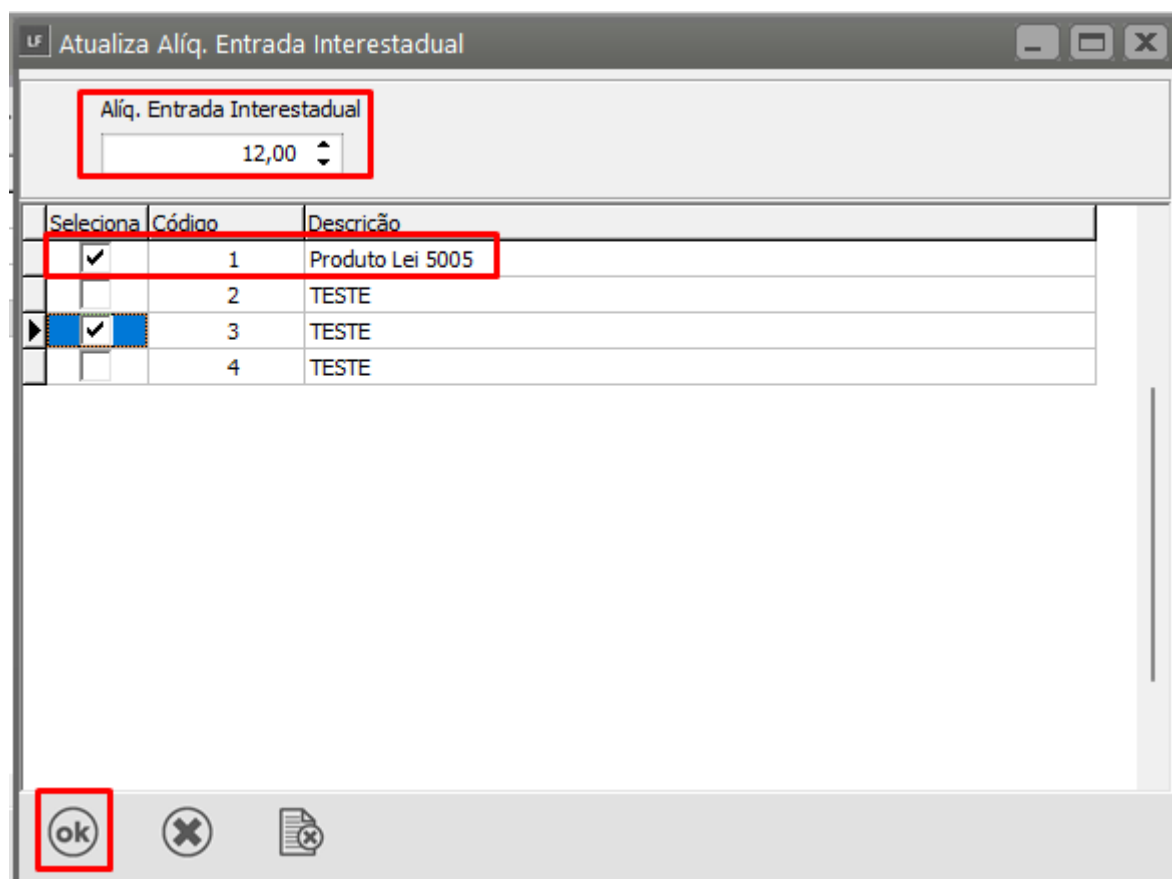 LF Atualiza Alíq. Entrada Interestadual
Alíq. Entrada Interestadual
12,00
Seleciona Código Descrição
1 Produto Lei 5005
2 TESTE
3 TESTE
4 TESTE
ok